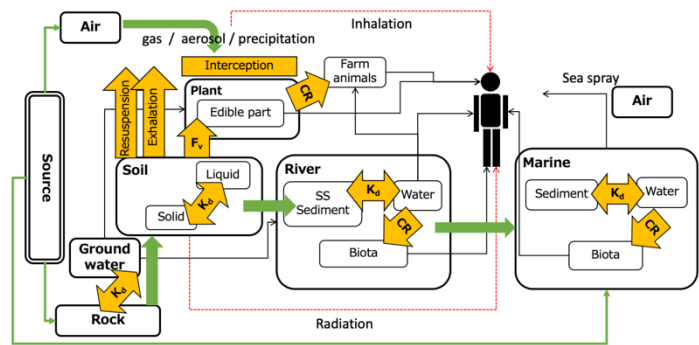 Air
gas / aerosol / precipitation
Inhalation
Interception
Farm
animals
Sea spray
Air
Resuspension
Exhalation
Plant
Edible part
CR
Source
Fv
Soil
Liquid
Kd
Solid
River
SS
Sediment
Kd
Water
CR
Biota
Marine
Sediment
Kd
Water
CR
Biota
Ground
water
Kd
Rock
Radiation